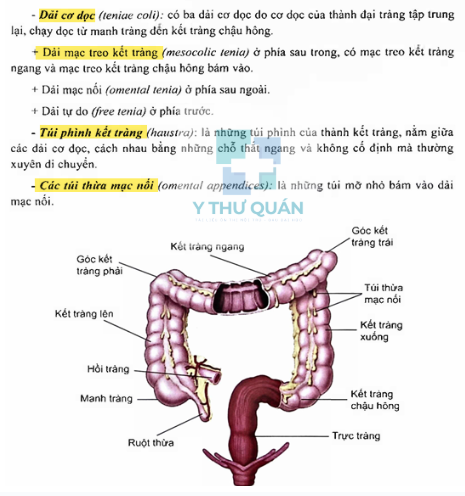 - Dải cơ dọc (teniae coli): có ba dải cơ dọc do cơ dọc của thành đại tràng tập trung
lại, chạy dọc từ manh tràng đến kết tràng chậu hông.
+ Dải mạc treo kết tràng (mesocolic tenia) ở phía sau trong, có mạc treo kết tràng
ngang và mạc treo kết tràng chậu hông bám vào.
+ Dải mạc nối (omental tenia) ở phía sau ngoài.
+ Dải tự do (free tenia) ở phía trước.
- Túi phình kết tràng (haustra): là những túi phình của thành kết tràng, nằm giữa
các dải cơ dọc, cách nhau bằng những chỗ thắt ngang và không cố định mà thường
xuyên di chuyển.
- Các túi thừa mạc nối (omental appendices): là những túi mỡ nhỏ bám vào dải
mạc nối.
Y THƯ QUÁN
Kết tràng ngang
Góc kết
tràng trái
Góc kết
tràng phải
Túi thừa
mạc nối
Kết tràng lên
Kết tràng
xuống
Hồi tràng
Manh tràng
Kết tràng
chậu hông
Ruột thừa
Trực tràng